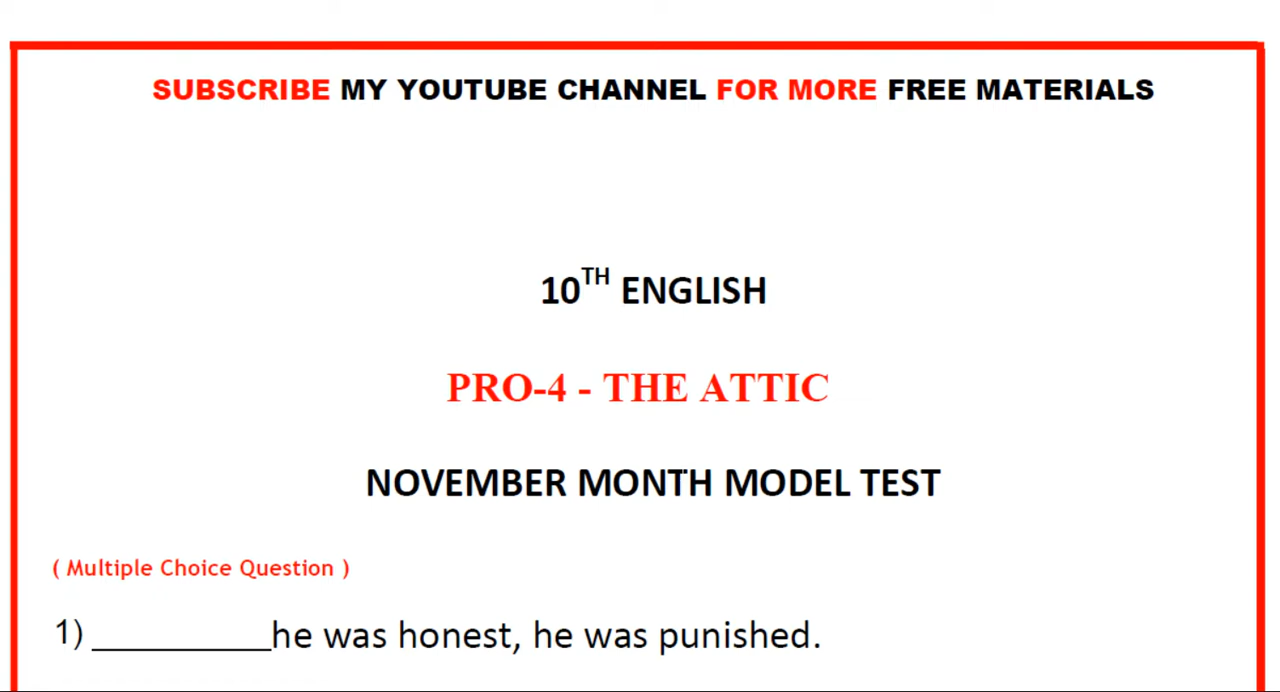 SUBSCRIBE MY YOUTUBE CHANNEL FOR MORE FREE MATERIALS
10TH ENGLISH
PRO-4 - THE ATTIC
NOVEMBER MONTH MODEL TEST
( Multiple Choice Question )
1) __________he was honest, he was punished.